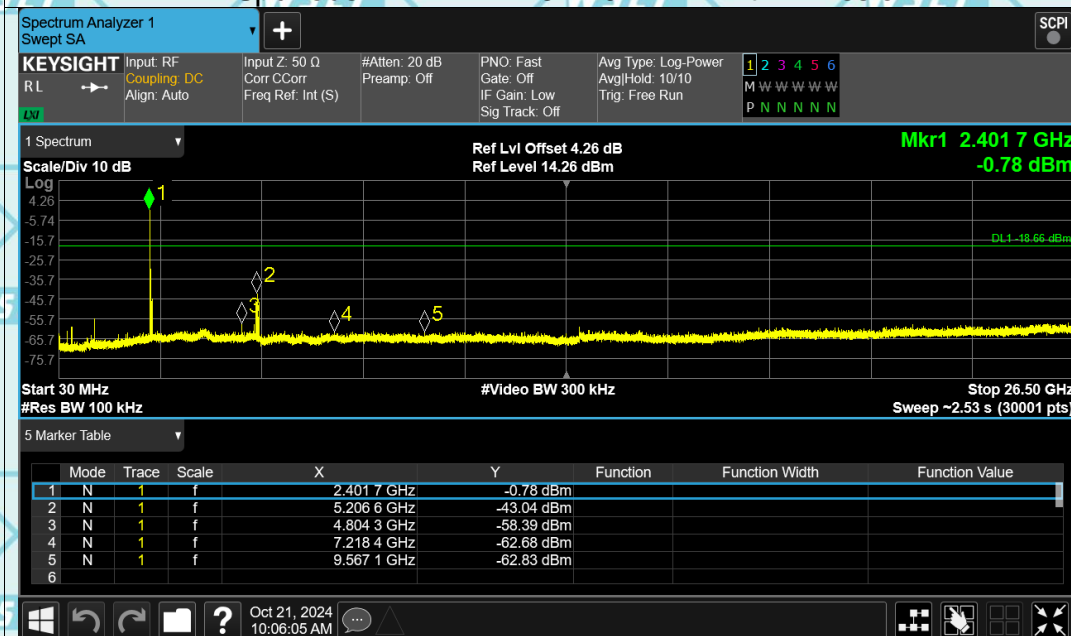 Spectrum Analyzer 1
Swept SA
+
SCPI
KEYSIGHT
R L
LXI
Input: RF
Coupling: DC
Align: Auto
Input Z: 50 Ω
Corr CCorr
Freq Ref: Int (S)
#Atten: 20 dB
Preamp: Off
PNO: Fast
Gate: Off
IF Gain: Low
Sig Track: Off
Avg Type: Log-Power
Avg|Hold: 10/10
Trig: Free Run
1 2 3 4 5 6
M W W W W W
P N N N N N
1 Spectrum
Scale/Div 10 dB
Ref Lvl Offset 4.26 dB
Ref Level 14.26 dBm
Mkr1 2.401 7 GHz
-0.78 dBm
Log
4.26
-5.74
-15.7
-25.7
-35.7
-45.7
-55.7
-65.7
-75.7
1
2
3
4
5
DL1 -18.66 dBm
Start 30 MHz
#Video BW 300 kHz
Stop 26.50 GHz
#Res BW 100 kHz
Sweep ~2.53 s (30001 pts)
5 Marker Table
Mode Trace Scale X Y Function Function Width Function Value
1 N 1 f 2.401 7 GHz -0.78 dBm
2 N 1 f 5.206 6 GHz -43.04 dBm
3 N 1 f 4.804 3 GHz -58.39 dBm
4 N 1 f 7.218 4 GHz -62.68 dBm
5 N 1 f 9.567 1 GHz -62.83 dBm
6
?
Oct 21, 2024
10:06:05 AM